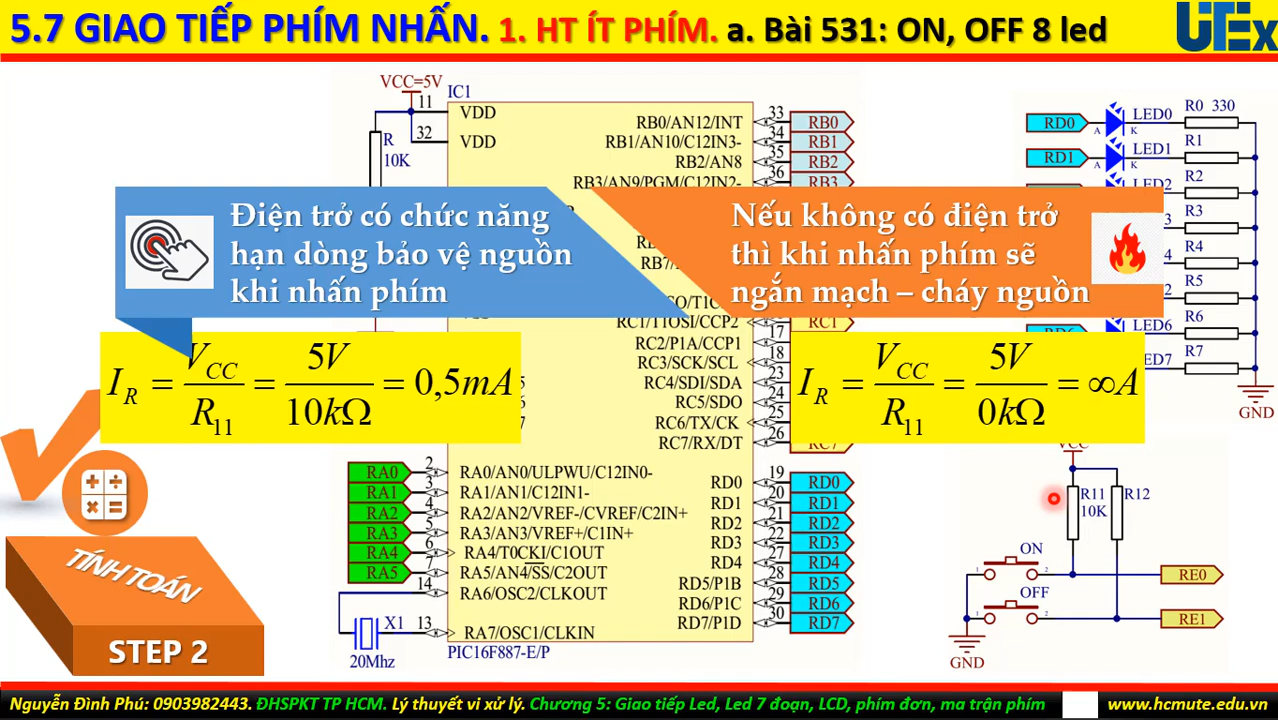 5.7 GIAO TIẾP PHÍM NHẤN. 1. HT ÍT PHÍM. a. Bài 531: ON, OFF 8 led
UTEx
VCC=5V
IC1
11
VDD
32
VDD
R
10K
RB0/AN12/INT
33
RB0
RB1/AN10/C12IN3-
34
RB1
RB2/AN8
35
RB2
RB3/AN9/PGM/C12IN2-
36
RB3
RD0
A
K
LED0
R0 330
RD1
A
K
LED1
R1
LED2
R2
R3
R4
R5
LED6
R6
LED7
R7
GND
Điện trở có chức năng
hạn dòng bảo vệ nguồn
khi nhấn phím
Nếu không có điện trở
thì khi nhấn phím sẽ
ngắn mạch – cháy nguồn
I_R = V_CC / R_11 = 5V / 10kΩ = 0,5mA
I_R = V_CC / R_11 = 5V / 0kΩ = ∞A
RC1/T1OSI/CCP2
RC1
RC2/P1A/CCP1
17
RC3/SCK/SCL
18
RC4/SDI/SDA
23
RC5/SDO
24
RC6/TX/CK
25
RC7/RX/DT
26
RC7
RA0
2
RA0/AN0/ULPWU/C12IN0-
RA1
3
RA1/AN1/C12IN1-
RA2
4
RA2/AN2/VREF-/CVREF/C2IN+
RA3
5
RA3/AN3/VREF+/C1IN+
RA4
6
RA4/T0CKI/C1OUT
RA5
7
RA5/AN4/SS/C2OUT
14
RA6/OSC2/CLKOUT
X1
13
RA7/OSC1/CLKIN
20Mhz
PIC16F887-E/P
RD0
19
RD0
RD1
20
RD1
RD2
21
RD2
RD3
22
RD3
RD4
27
RD4
RD5/P1B
28
RD5
RD6/P1C
29
RD6
RD7/P1D
30
RD7
VCC
R11
10K
R12
ON
1
2
RE0
OFF
1
2
RE1
GND
TÍNH TOÁN
STEP 2
Nguyễn Đình Phú: 0903982443. ĐHSPKT TP HCM. Lý thuyết vi xử lý. Chương 5: Giao tiếp Led, Led 7 đoạn, LCD, phím đơn, ma trận phím
www.hcmute.edu.vn